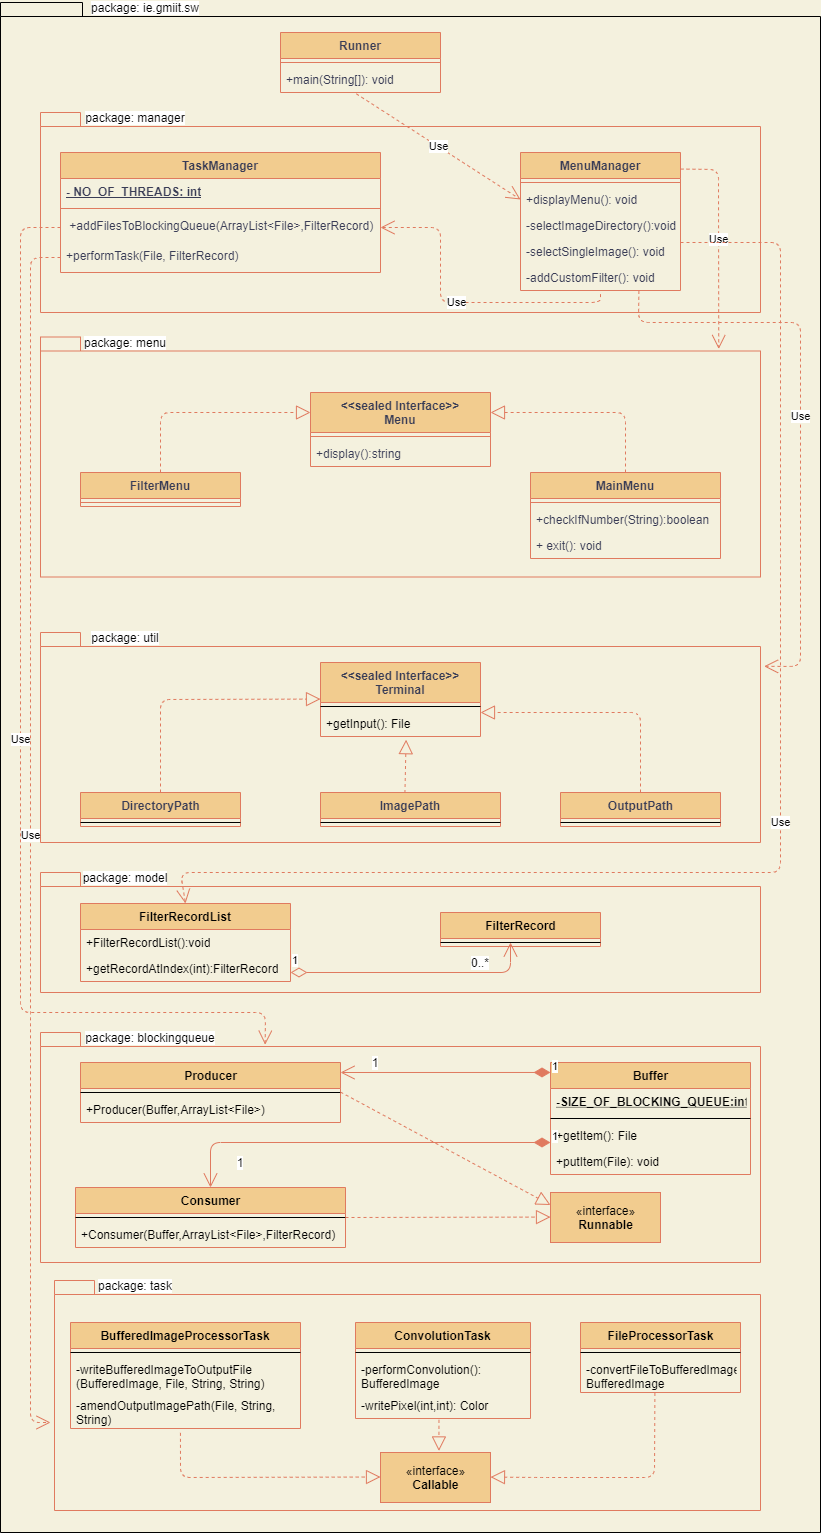 package: ie.gmiit.sw
Runner
+main(String[]): void
Use
package: manager
TaskManager
- NO_OF_THREADS: int
+addFilesToBlockingQueue(ArrayList<File>,FilterRecord)
+performTask(File, FilterRecord)
MenuManager
+displayMenu(): void
-selectImageDirectory():void
-selectSingleImage(): void
-addCustomFilter(): void
Use
Use
package: menu
<<sealed Interface>>
Menu
+display():string
FilterMenu
MainMenu
+checkIfNumber(String):boolean
+ exit(): void
Use
package: util
<<sealed Interface>>
Terminal
+getInput(): File
DirectoryPath
ImagePath
OutputPath
Use
Use
Use
package: model
FilterRecordList
+FilterRecordList():void
+getRecordAtIndex(int):FilterRecord
FilterRecord
1
0..*
package: blockingqueue
Producer
+Producer(Buffer,ArrayList<File>)
1
1
Buffer
-SIZE_OF_BLOCKING_QUEUE:int
+getItem(): File
+putItem(File): void
1
1
Consumer
+Consumer(Buffer,ArrayList<File>,FilterRecord)
«interface»
Runnable
package: task
BufferedImageProcessorTask
-writeBufferedImageToOutputFile
(BufferedImage, File, String, String)
-amendOutputImagePath(File, String,
String)
ConvolutionTask
-performConvolution():
BufferedImage
-writePixel(int,int): Color
FileProcessorTask
-convertFileToBufferedImage
BufferedImage
«interface»
Callable